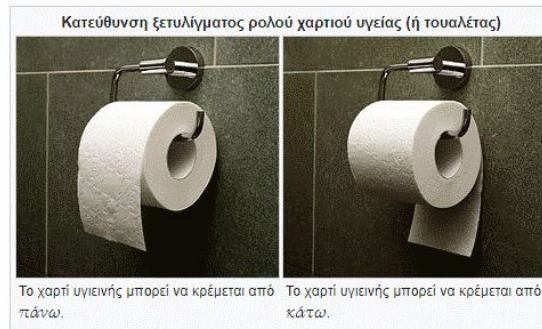 Κατεύθυνση ξετυλίγματος ρολού χαρτιού υγείας (ή τουαλέτας)
Το χαρτί υγιεινής μπορεί να κρέμεται από
πάνω.
Το χαρτί υγιεινής μπορεί να κρέμεται από
κάτω.